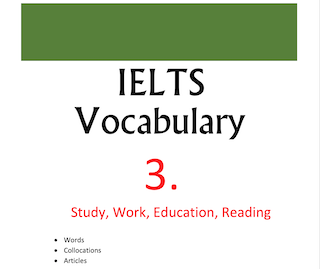 IELTS
Vocabulary
3.
Study, Work, Education, Reading
• Words
• Collocations
• Articles